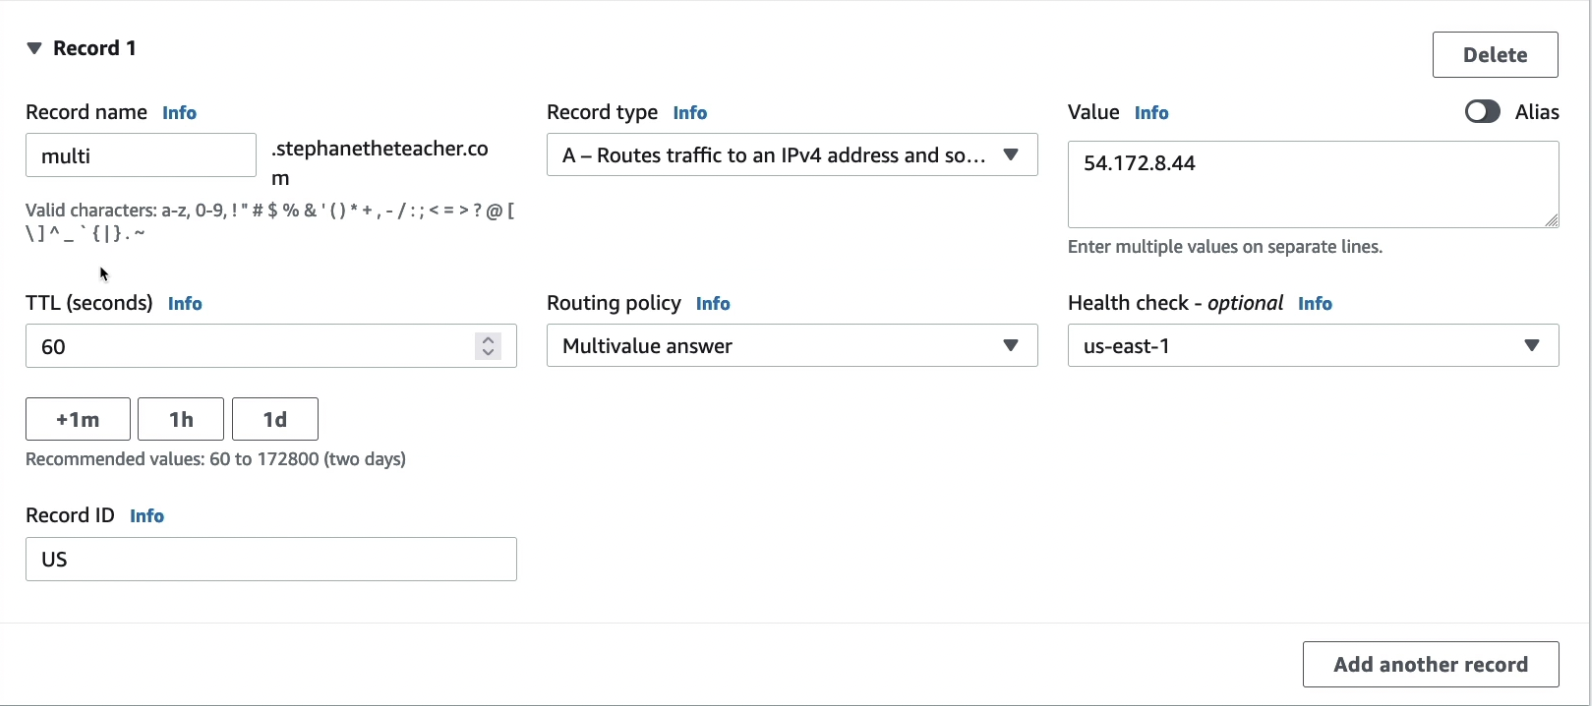 Record 1
Delete
Record name Info
multi
.stephanetheteacher.co
m
Valid characters: a-z, 0-9, ! " # $ % & ' ( ) * + , - / : ; < = > ? @ [
\ ] ^ _ ` { | } . ~
Record type Info
A – Routes traffic to an IPv4 address and so...
Value Info
Alias
54.172.8.44
Enter multiple values on separate lines.
TTL (seconds) Info
60
+1m 1h 1d
Recommended values: 60 to 172800 (two days)
Routing policy Info
Multivalue answer
Health check - optional Info
us-east-1
Record ID Info
US
Add another record